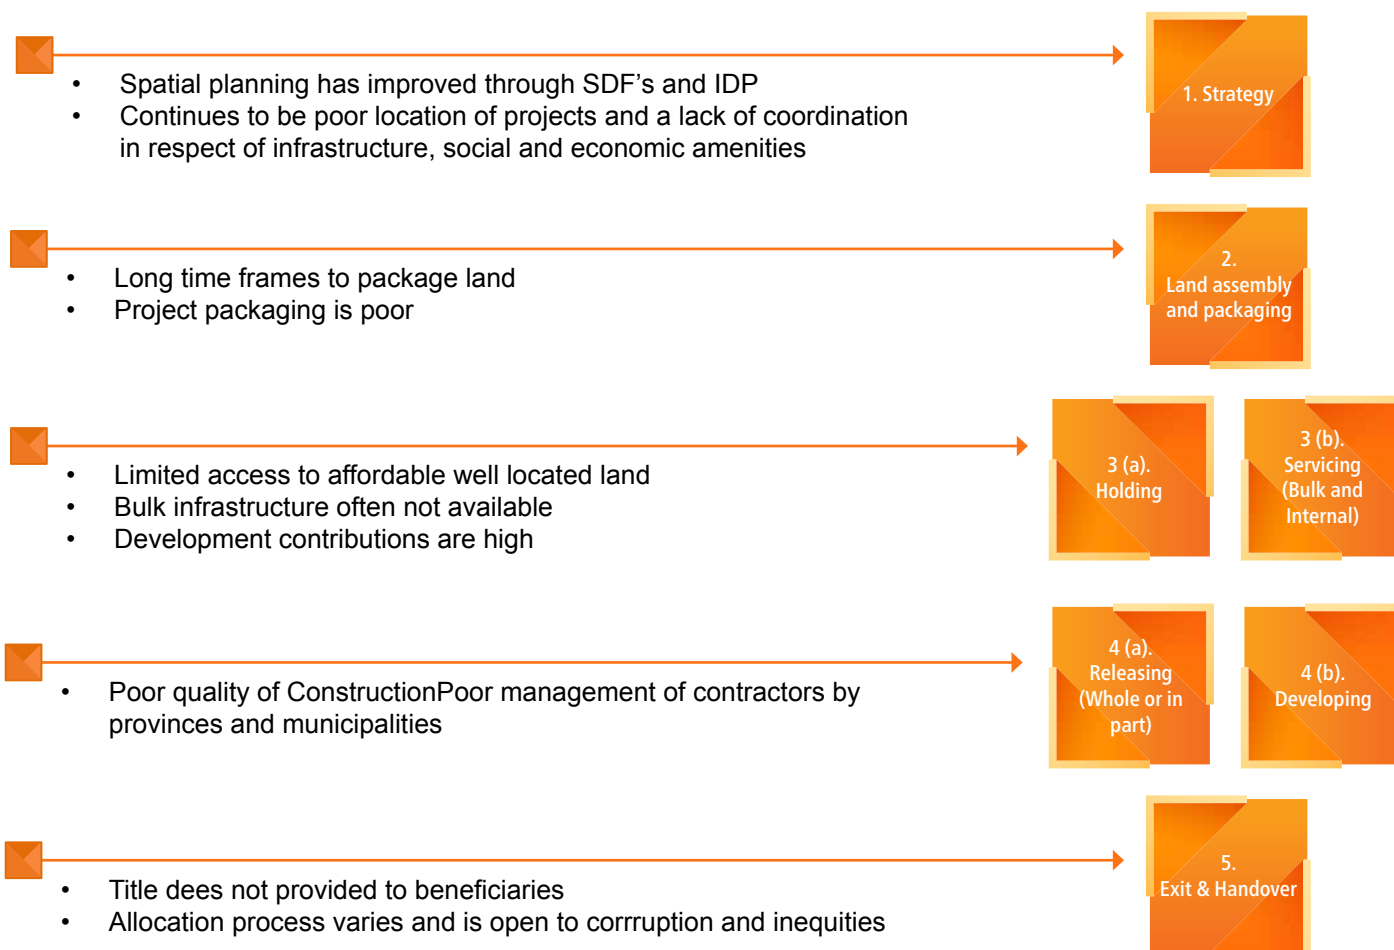 • Spatial planning has improved through SDF’s and IDP
• Continues to be poor location of projects and a lack of coordination
in respect of infrastructure, social and economic amenities
1. Strategy
• Long time frames to package land
• Project packaging is poor
2.
Land assembly
and packaging
• Limited access to affordable well located land
• Bulk infrastructure often not available
• Development contributions are high
3 (a).
Holding
3 (b).
Servicing
(Bulk and
Internal)
• Poor quality of ConstructionPoor management of contractors by
provinces and municipalities
4 (a).
Releasing
(Whole or in
part)
4 (b).
Developing
• Title dees not provided to beneficiaries
• Allocation process varies and is open to corrruption and inequities
5.
Exit & Handover